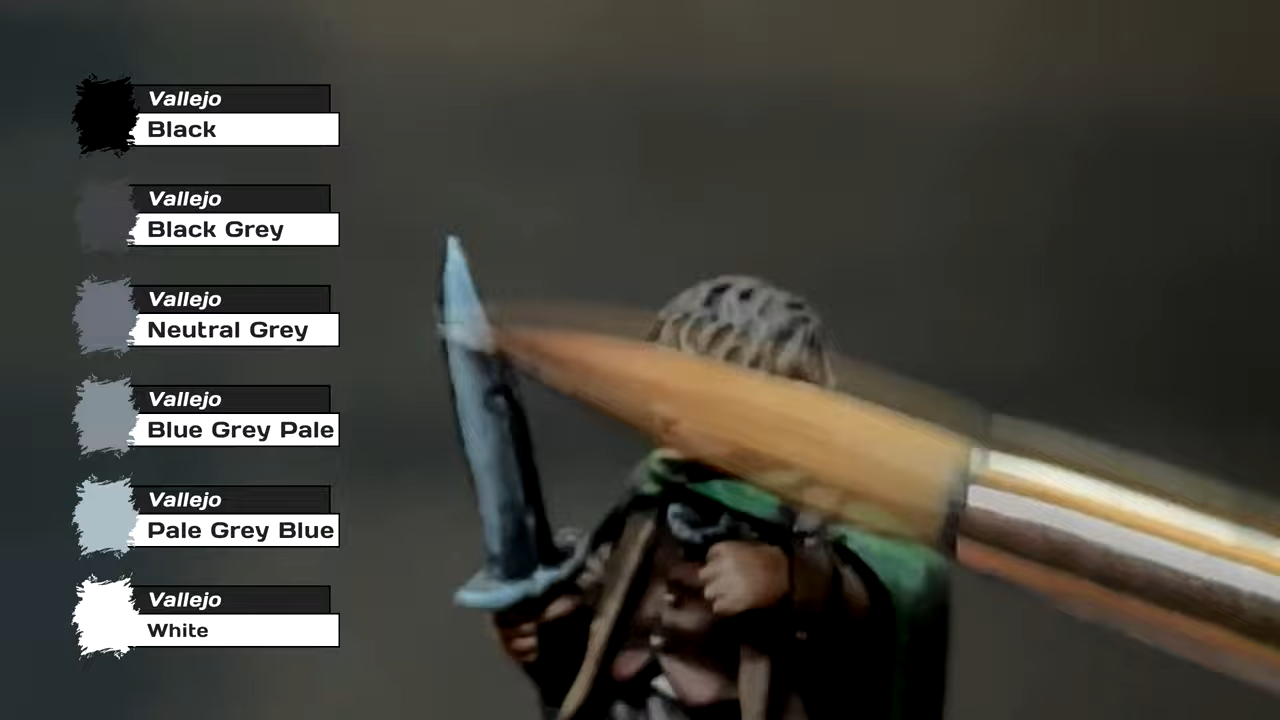 Vallejo
Black
Vallejo
Black Grey
Vallejo
Neutral Grey
Vallejo
Blue Grey Pale
Vallejo
Pale Grey Blue
Vallejo
White